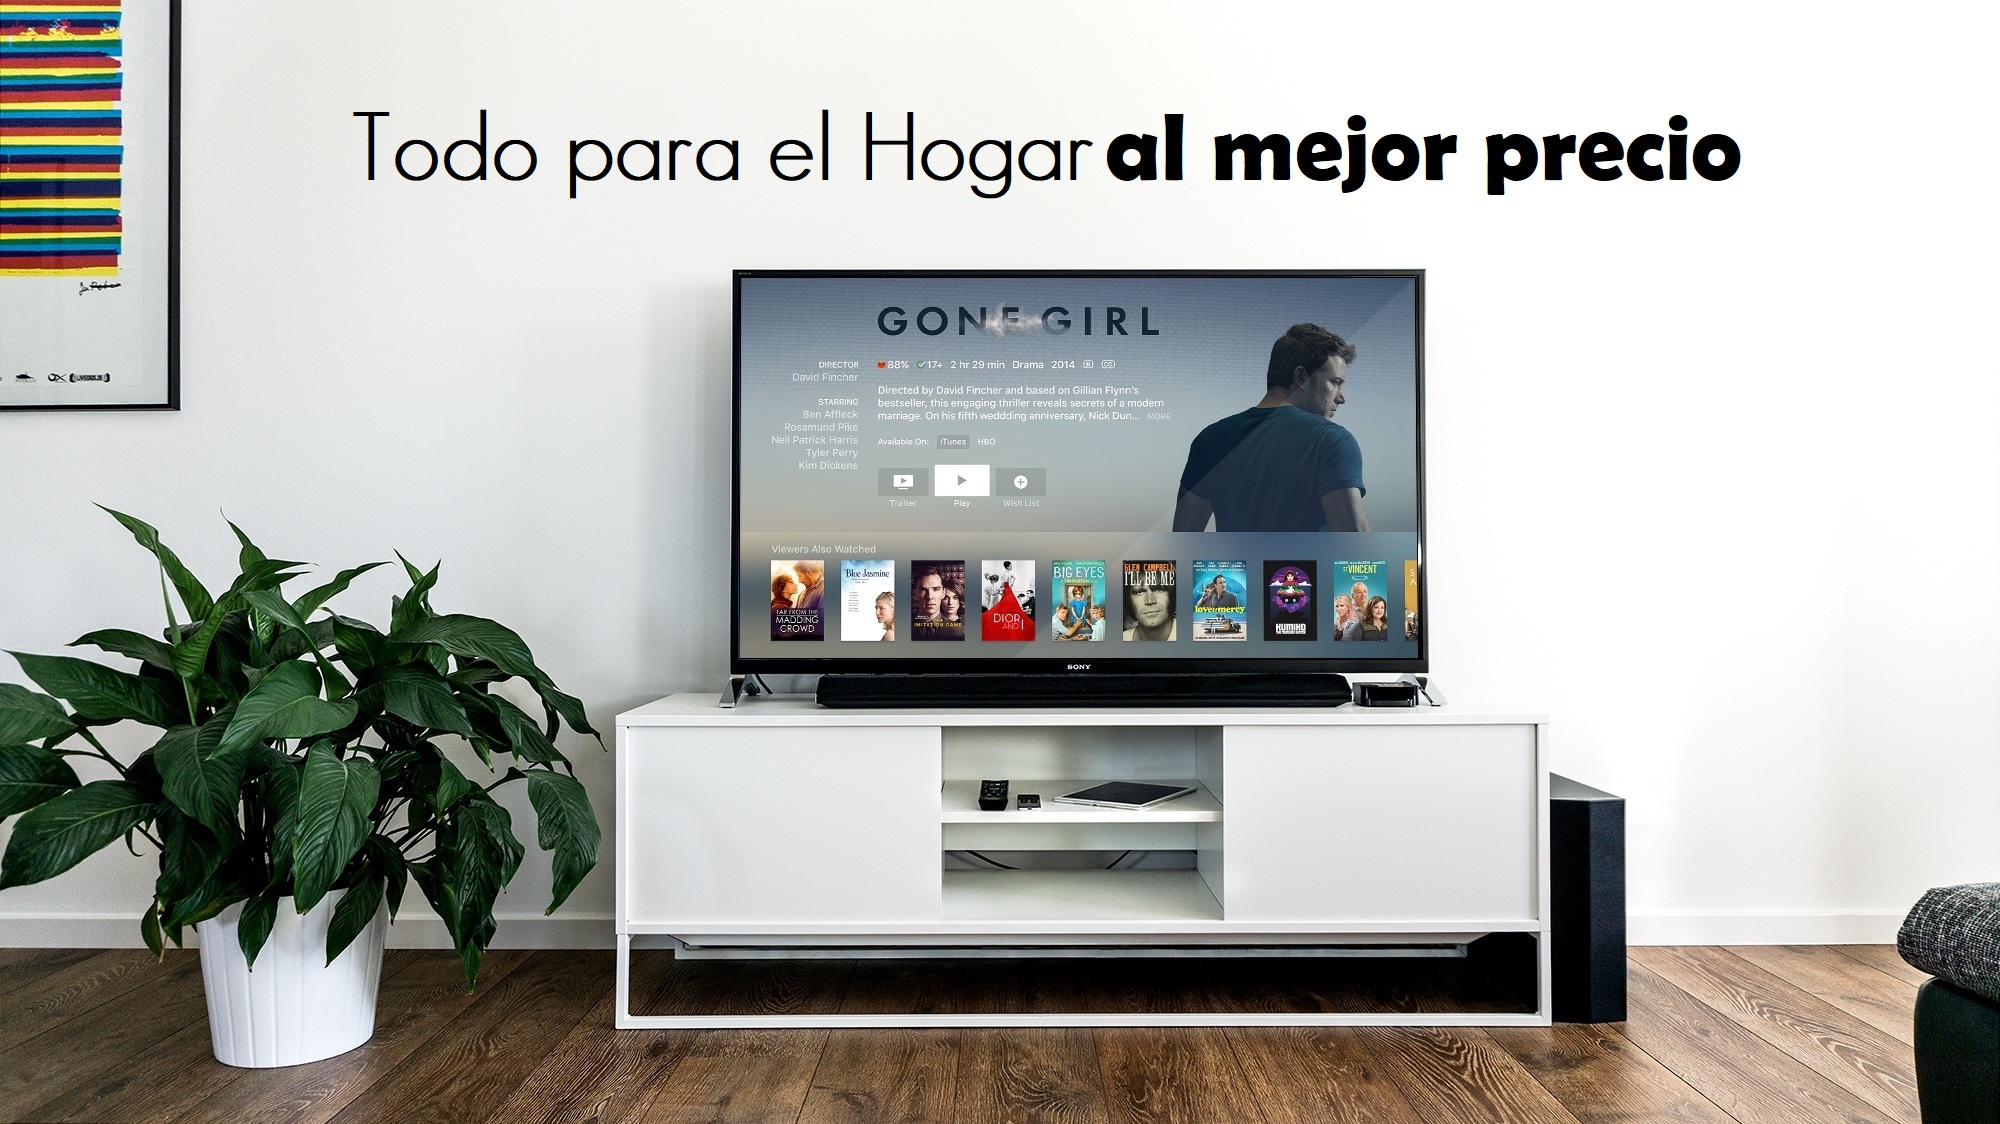 Todo para el Hogar al mejor precio
GONE GIRL
DIRECTOR
David Fincher
88% 17+ 2 hr 29 min Drama 2014 R CC
Directed by David Fincher and based on Gillian Flynn's
bestseller, this engaging thriller reveals secrets of a modern
marriage. On his fifth weddding anniversary, Nick Dun... MORE
STARRING
Ben Affleck
Rosamund Pike
Neil Patrick Harris
Tyler Perry
Kim Dickens
Available On: iTunes HBO
Trailer Play Wish List
Viewers Also Watched
FAR FROM THE
MADDING
CROWD
Blue Jasmine
IMITATION GAME
DIOR
AND I
BIG EYES
GLEN CAMPBELL
I'LL BE ME
love&mercy
KUMIKO
ST. VINCENT
SONY